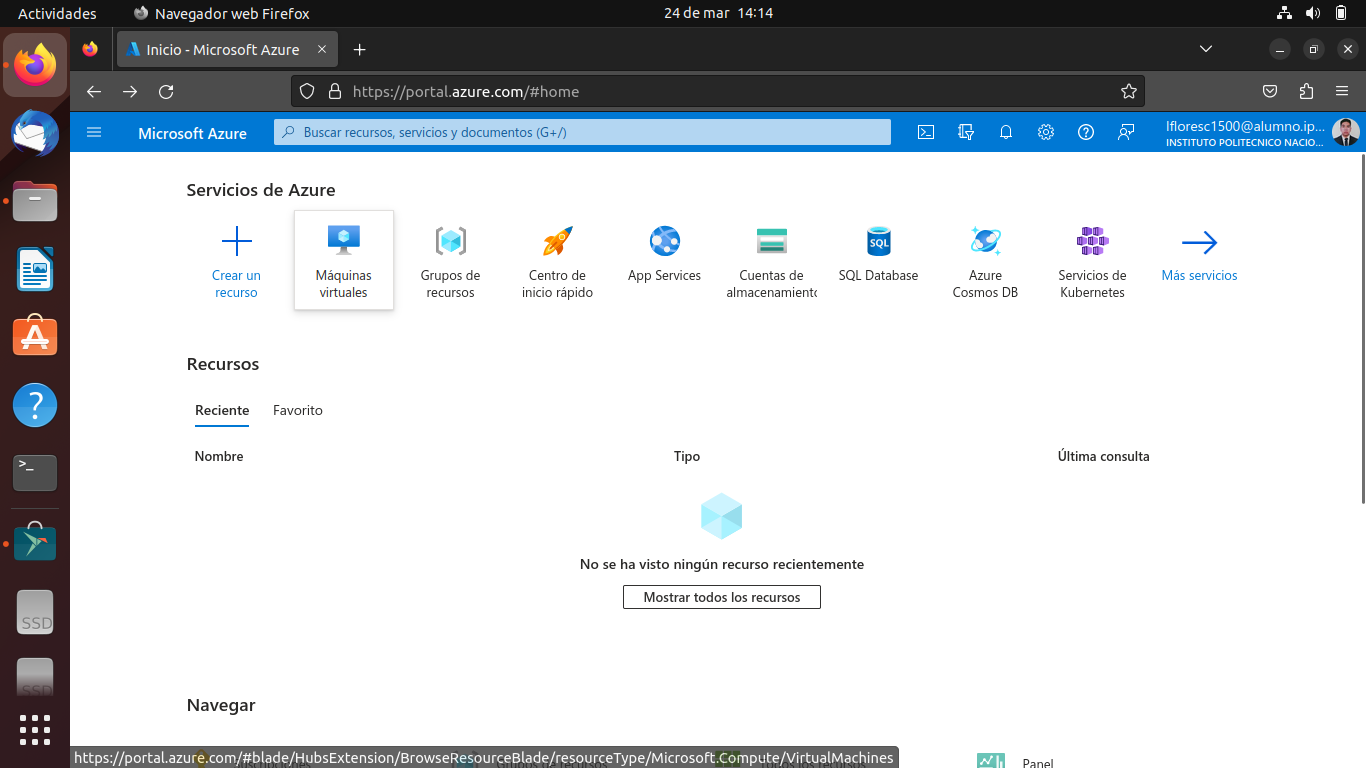 Actividades
Navegador web Firefox
24 de mar 14:14
Inicio - Microsoft Azure
https://portal.azure.com/#home
Microsoft Azure
Buscar recursos, servicios y documentos (G+/)
lfloresc1500@alumno.ip...
INSTITUTO POLITECNICO NACIO...
Servicios de Azure
Crear un
recurso
Máquinas
virtuales
Grupos de
recursos
Centro de
inicio rápido
App Services
Cuentas de
almacenamiento
SQL
SQL Database
Azure
Cosmos DB
Servicios de
Kubernetes
Más servicios
Recursos
Reciente
Favorito
Nombre
Tipo
Última consulta
No se ha visto ningún recurso recientemente
Mostrar todos los recursos
SSD
SSD
Navegar
Panel
https://portal.azure.com/#blade/HubsExtension/BrowseResourceBlade/resourceType/Microsoft.Compute/VirtualMachines